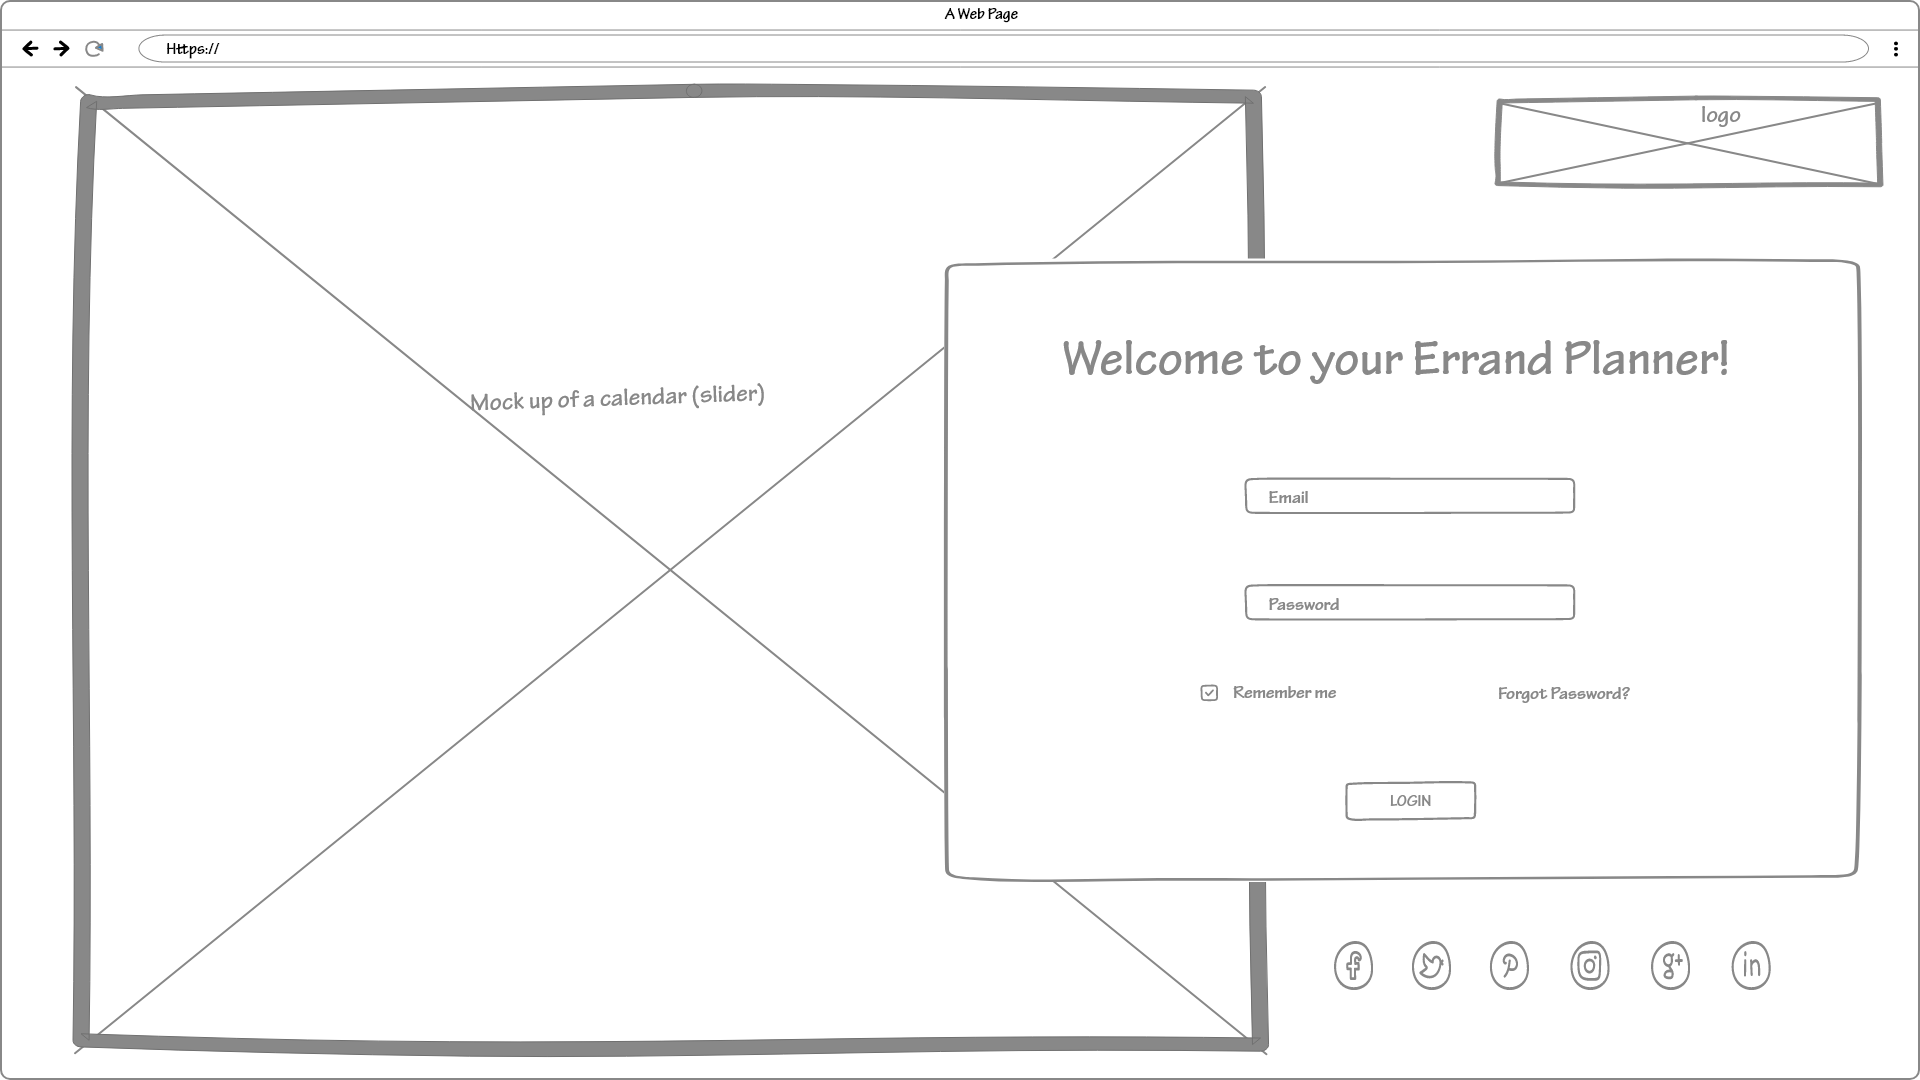 A Web Page
Https://
logo
Mock up of a calendar (slider)
Welcome to your Errand Planner!
Email
Password
Remember me
Forgot Password?
LOGIN